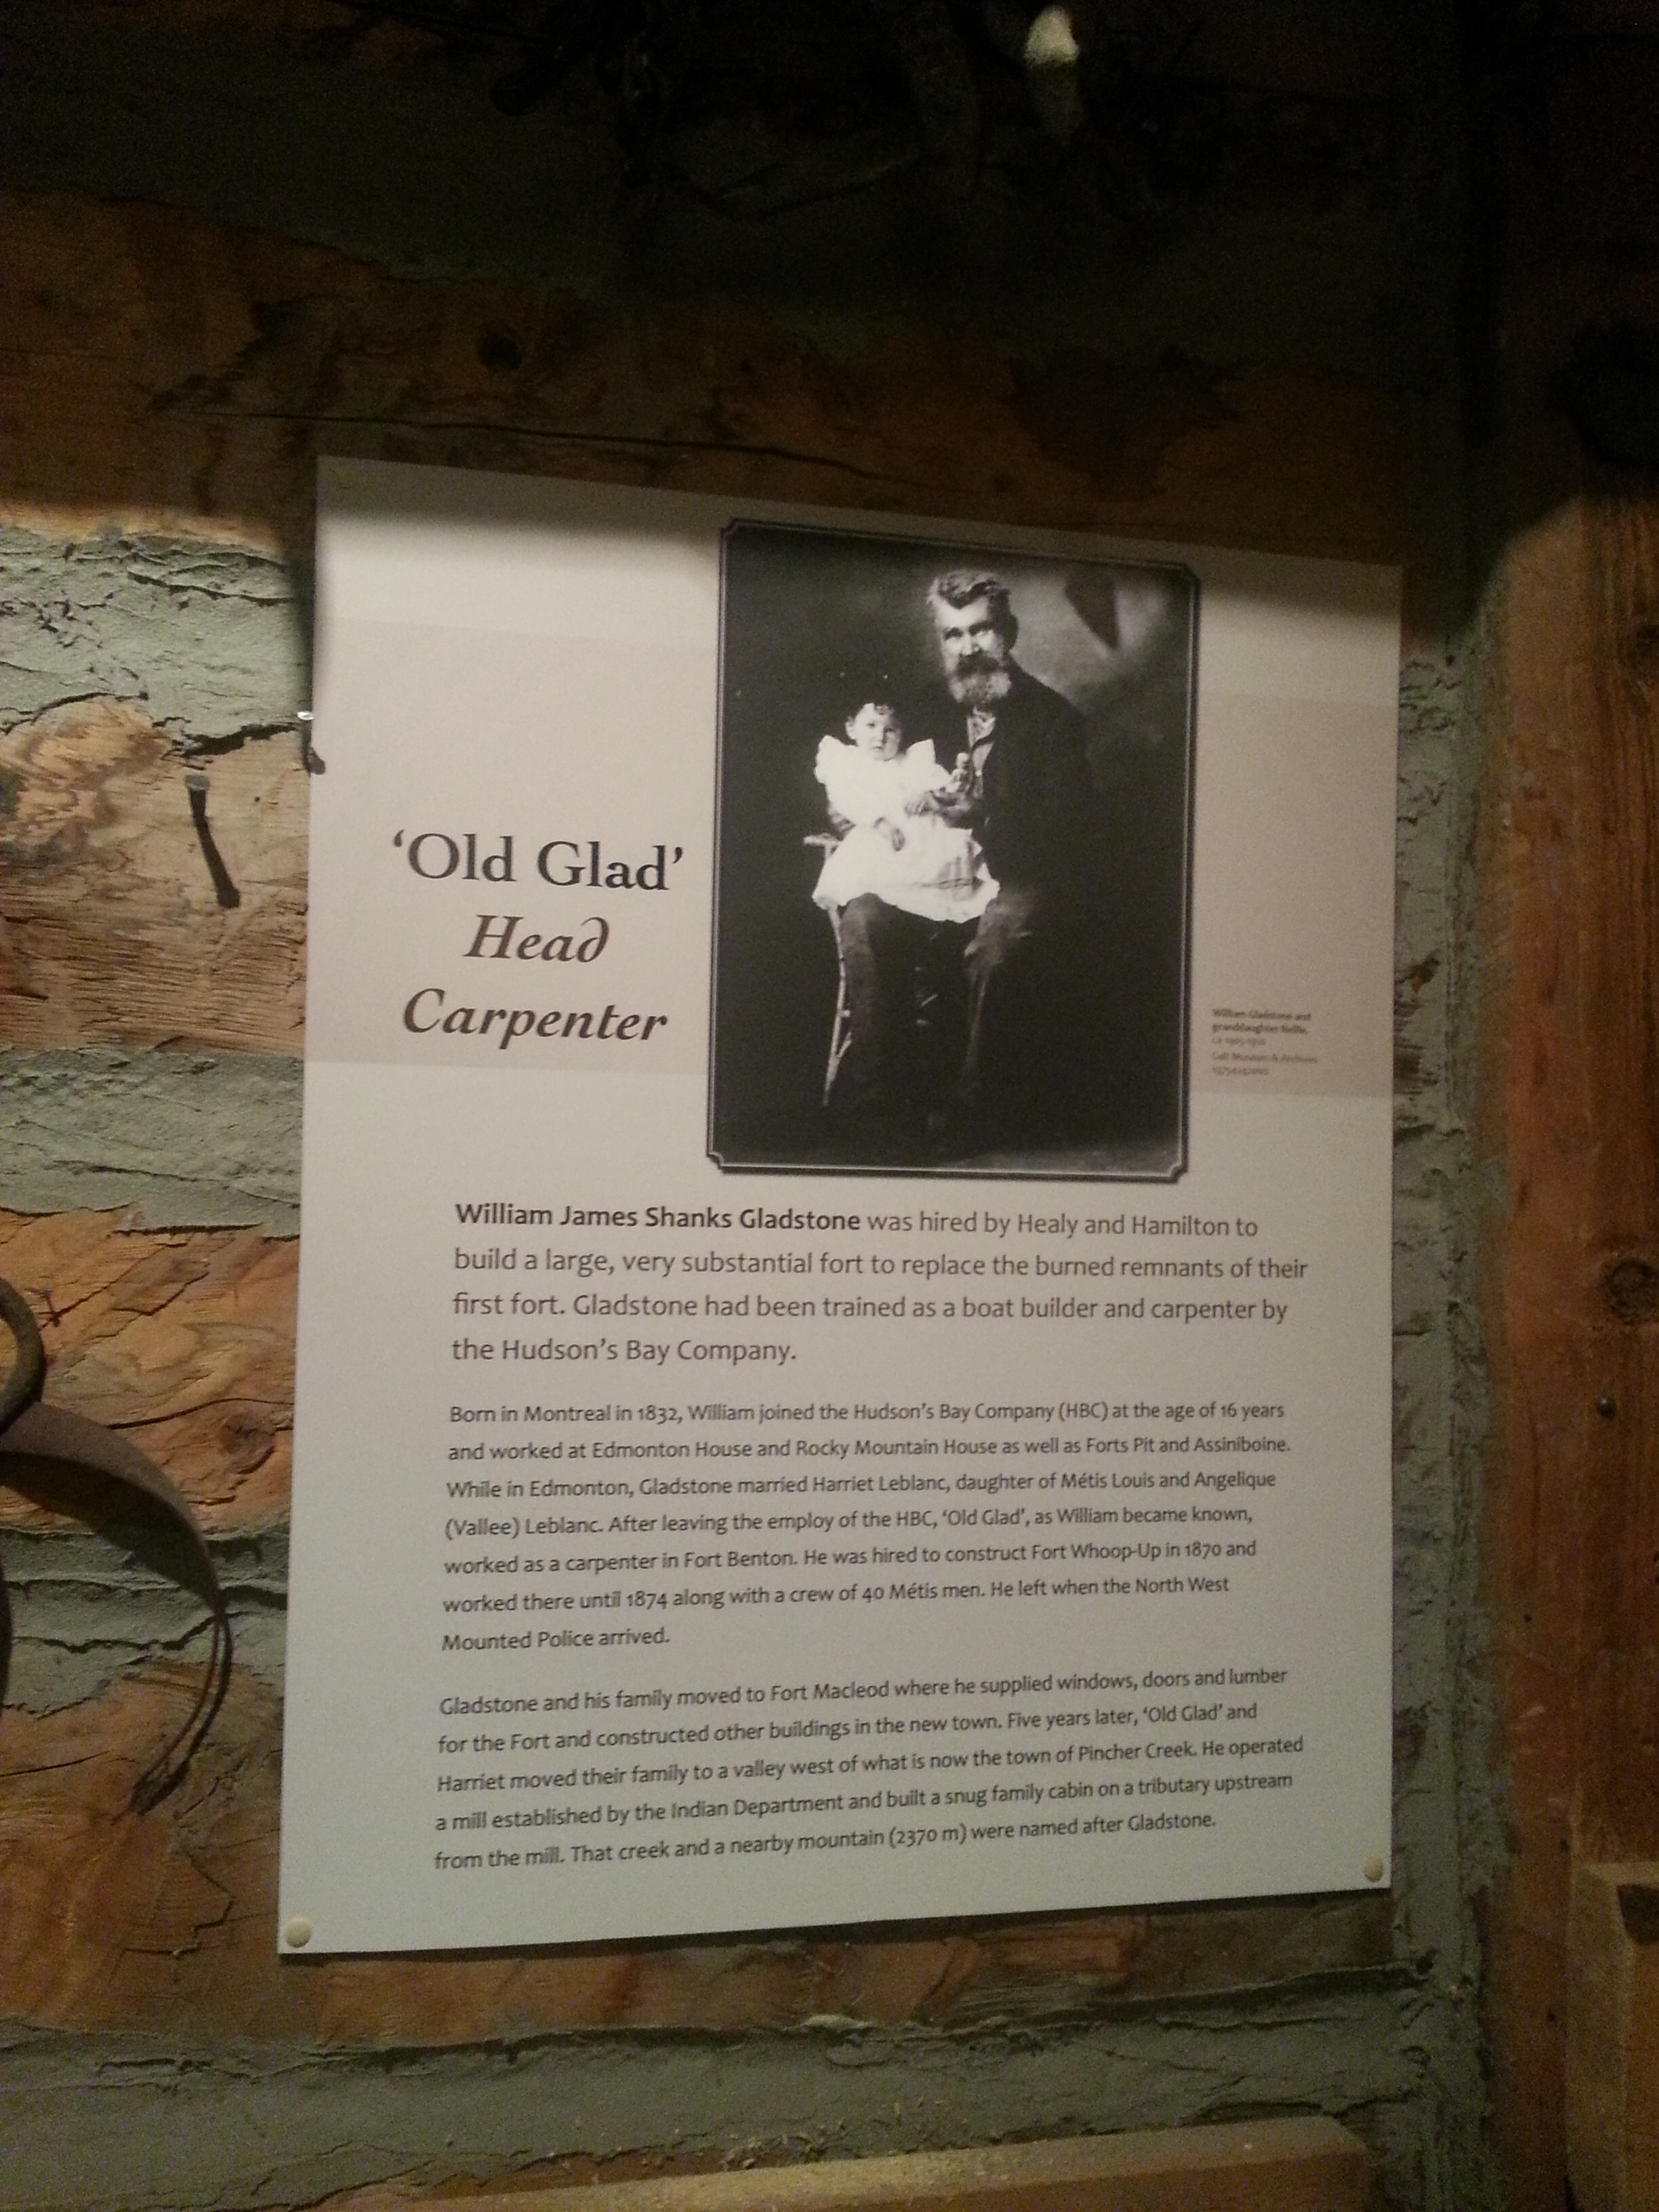 'Old Glad'
Head
Carpenter
William Gladstone and
granddaughter Nellie,
Galt Museum & Archives
William James Shanks Gladstone was hired by Healy and Hamilton to
build a large, very substantial fort to replace the burned remnants of their
first fort. Gladstone had been trained as a boat builder and carpenter by
the Hudson's Bay Company.
Born in Montreal in 1832, William joined the Hudson's Bay Company (HBC) at the age of 16 years
and worked at Edmonton House and Rocky Mountain House as well as Forts Pit and Assiniboine.
While in Edmonton, Gladstone married Harriet Leblanc, daughter of Métis Louis and Angelique
(Vallee) Leblanc. After leaving the employ of the HBC, 'Old Glad', as William became known,
worked as a carpenter in Fort Benton. He was hired to construct Fort Whoop-Up in 1870 and
worked there until 1874 along with a crew of 40 Métis men. He left when the North West
Mounted Police arrived.
Gladstone and his family moved to Fort Macleod where he supplied windows, doors and lumber
for the Fort and constructed other buildings in the new town. Five years later, 'Old Glad' and
Harriet moved their family to a valley west of what is now the town of Pincher Creek. He operated
a mill established by the Indian Department and built a snug family cabin on a tributary upstream
from the mill. That creek and a nearby mountain (2370 m) were named after Gladstone.